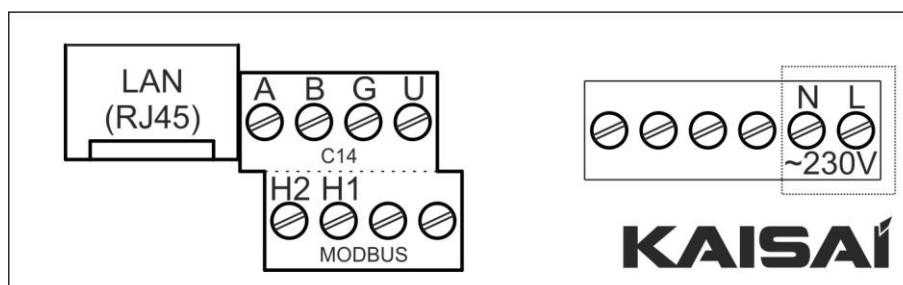 LAN
(RJ45)
A B G U
C14
H2 H1
MODBUS
N L
~230V
KAISAI